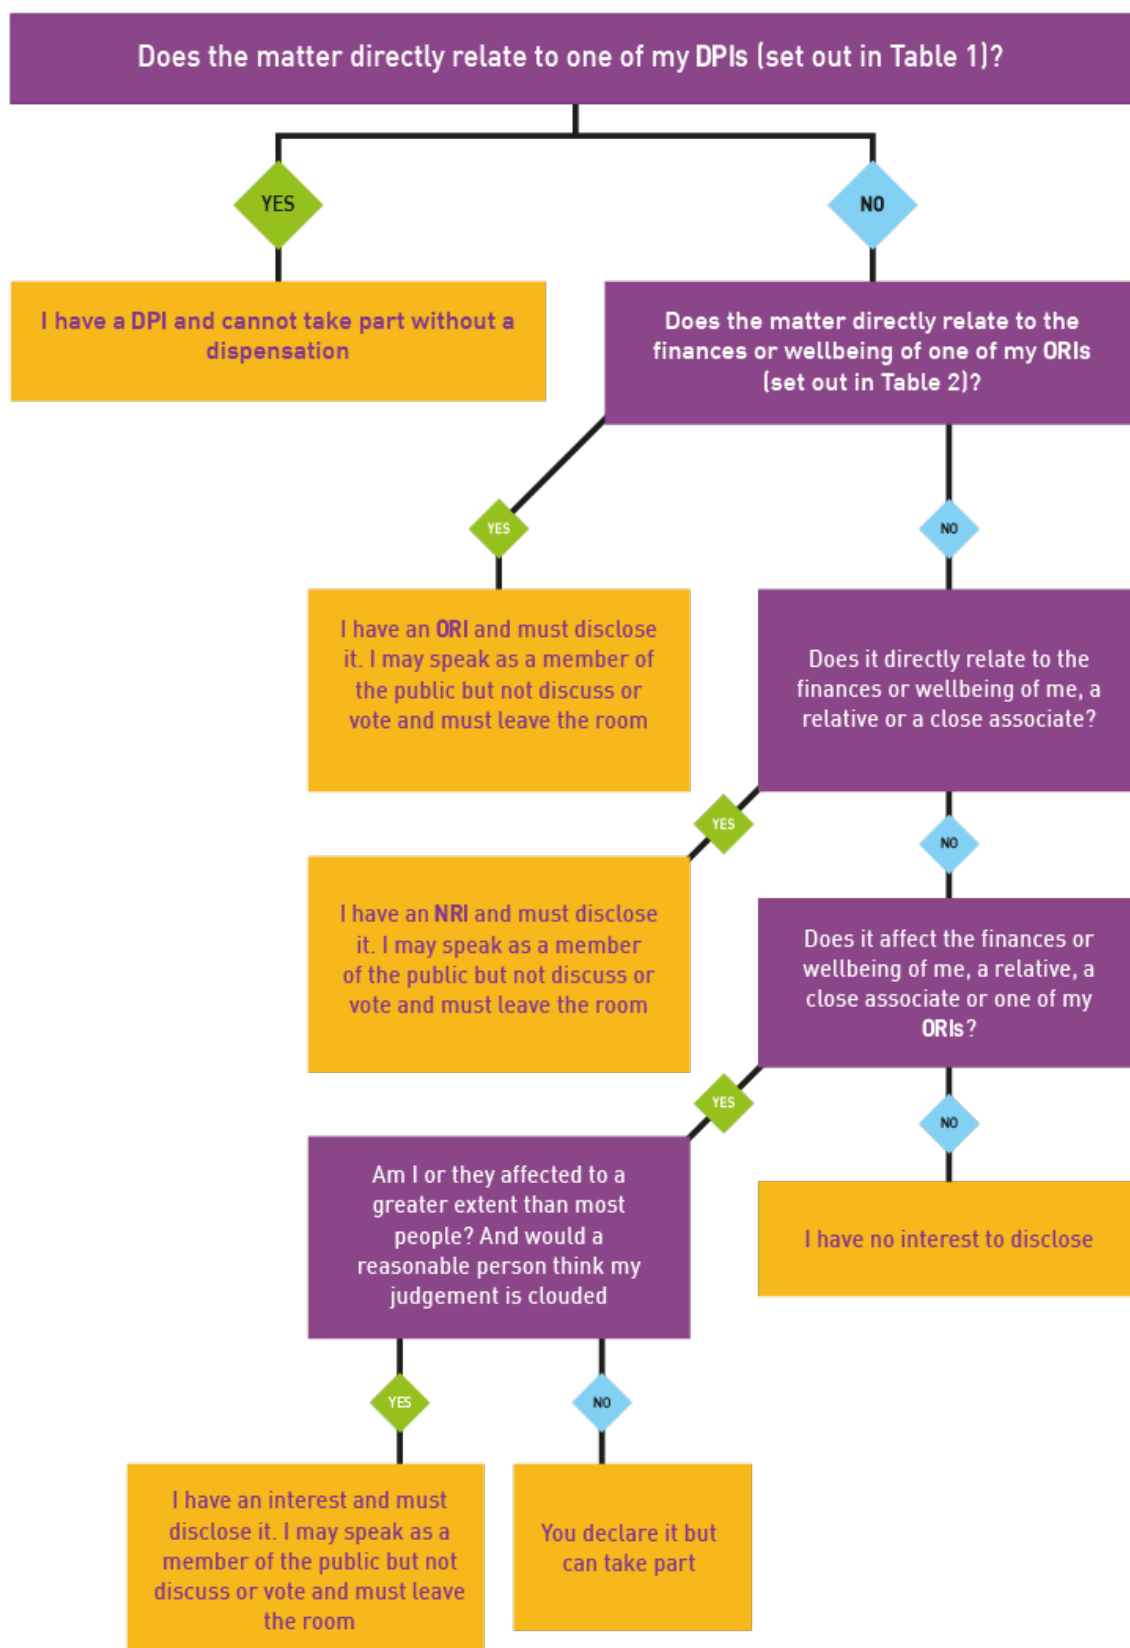 Does the matter directly relate to one of my DPIs (set out in Table 1)?
YES
NO
I have a DPI and cannot take part without a
dispensation
Does the matter directly relate to the
finances or wellbeing of one of my ORIs
(set out in Table 2)?
YES
NO
I have an ORI and must disclose
it. I may speak as a member of
the public but not discuss or
vote and must leave the room
Does it directly relate to the
finances or wellbeing of me, a
relative or a close associate?
YES
NO
I have an NRI and must disclose
it. I may speak as a member
of the public but not discuss or
vote and must leave the room
Does it affect the finances or
wellbeing of me, a relative, a
close associate or one of my
ORIs?
YES
NO
Am I or they affected to a
greater extent than most
people? And would a
reasonable person think my
judgement is clouded
I have no interest to disclose
YES
NO
I have an interest and must
disclose it. I may speak as a
member of the public but not
discuss or vote and must leave
the room
You declare it but
can take part